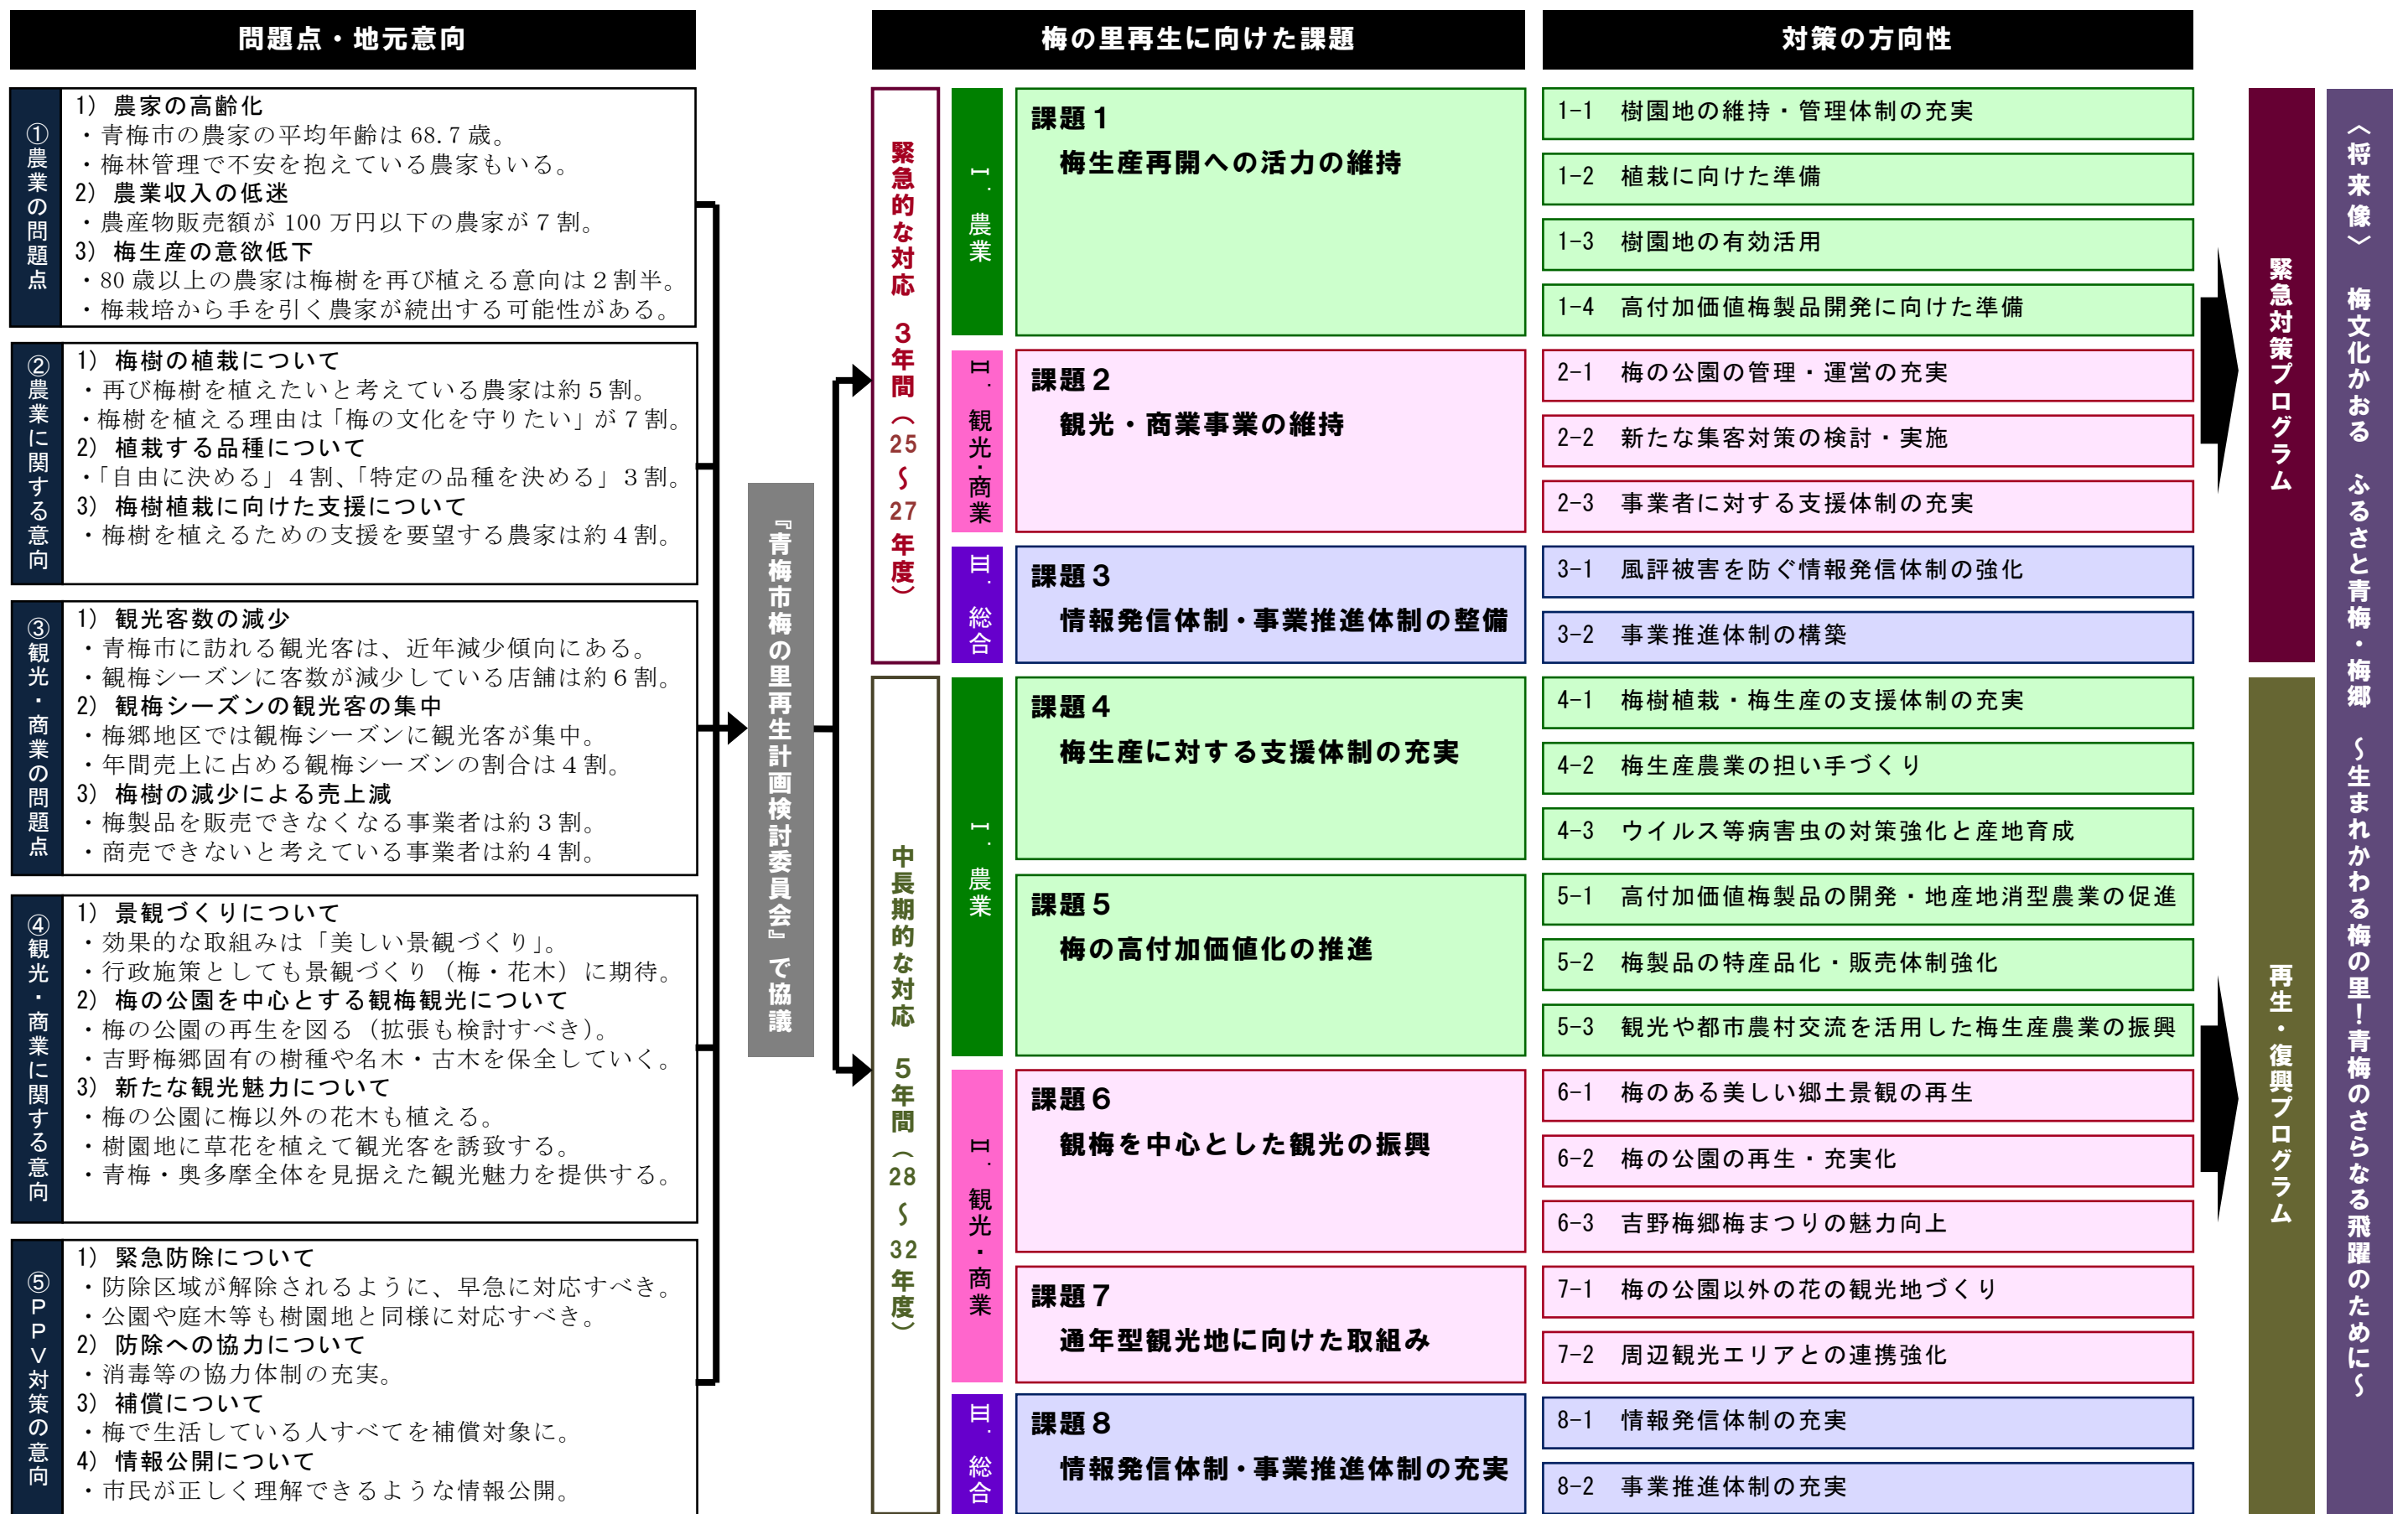 問題点・地元意向
①農業の問題点
1) 農家の高齢化
・青梅市の農家の平均年齢は 68.7 歳。
・梅林管理で不安を抱えている農家もいる。
2) 農業収入の低迷
・農産物販売額が 100 万円以下の農家が７割。
3) 梅生産の意欲低下
・80 歳以上の農家は梅樹を再び植える意向は２割半。
・梅栽培から手を引く農家が続出する可能性がある。
②農業に関する意向
1) 梅樹の植栽について
・再び梅樹を植えたいと考えている農家は約５割。
・梅樹を植える理由は「梅の文化を守りたい」が７割。
2) 植栽する品種について
・「自由に決める」４割、「特定の品種を決める」３割。
3) 梅樹植栽に向けた支援について
・梅樹を植えるための支援を要望する農家は約４割。
③観光・商業の問題点
1) 観光客数の減少
・青梅市に訪れる観光客は、近年減少傾向にある。
・観梅シーズンに客数が減少している店舗は約６割。
2) 観梅シーズンの観光客の集中
・梅郷地区では観梅シーズンに観光客が集中。
・年間売上に占める観梅シーズンの割合は４割。
3) 梅樹の減少による売上減
・梅製品を販売できなくなる事業者は約３割。
・商売できないと考えている事業者は約４割。
④観光・商業に関する意向
1) 景観づくりについて
・効果的な取組みは「美しい景観づくり」。
・行政施策としても景観づくり（梅・花木）に期待。
2) 梅の公園を中心とする観梅観光について
・梅の公園の再生を図る（拡張も検討すべき）。
・吉野梅郷固有の樹種や名木・古木を保全していく。
3) 新たな観光魅力について
・梅の公園に梅以外の花木も植える。
・樹園地に草花を植えて観光客を誘致する。
・青梅・奥多摩全体を見据えた観光魅力を提供する。
⑤ＰＰＶ対策の意向
1) 緊急防除について
・防除区域が解除されるように、早急に対応すべき。
・公園や庭木等も樹園地と同様に対応すべき。
2) 防除への協力について
・消毒等の協力体制の充実。
3) 補償について
・梅で生活している人すべてを補償対象に。
4) 情報公開について
・市民が正しく理解できるような情報公開。
『青梅市梅の里再生計画検討委員会』で協議
梅の里再生に向けた課題
緊急的な対応　３年間（25～27年度）
Ⅰ．農業
課題１
梅生産再開への活力の維持
Ⅱ．観光・商業
課題２
観光・商業事業の維持
Ⅲ．総合
課題３
情報発信体制・事業推進体制の整備
中長期的な対応　５年間（28～32年度）
Ⅰ．農業
課題４
梅生産に対する支援体制の充実
課題５
梅の高付加価値化の推進
Ⅱ．観光・商業
課題６
観梅を中心とした観光の振興
課題７
通年型観光地に向けた取組み
Ⅲ．総合
課題８
情報発信体制・事業推進体制の充実
対策の方向性
1-1　樹園地の維持・管理体制の充実
1-2　植栽に向けた準備
1-3　樹園地の有効活用
1-4　高付加価値梅製品開発に向けた準備
2-1　梅の公園の管理・運営の充実
2-2　新たな集客対策の検討・実施
2-3　事業者に対する支援体制の充実
3-1　風評被害を防ぐ情報発信体制の強化
3-2　事業推進体制の構築
4-1　梅樹植栽・梅生産の支援体制の充実
4-2　梅生産農業の担い手づくり
4-3　ウイルス等病害虫の対策強化と産地育成
5-1　高付加価値梅製品の開発・地産地消型農業の促進
5-2　梅製品の特産品化・販売体制強化
5-3　観光や都市農村交流を活用した梅生産農業の振興
6-1　梅のある美しい郷土景観の再生
6-2　梅の公園の再生・充実化
6-3　吉野梅郷梅まつりの魅力向上
7-1　梅の公園以外の花の観光地づくり
7-2　周辺観光エリアとの連携強化
8-1　情報発信体制の充実
8-2　事業推進体制の充実
緊急対策プログラム
再生・復興プログラム
〈将来像〉　梅文化かおる　ふるさと青梅・梅郷　～生まれかわる梅の里！青梅のさらなる飛躍のために～